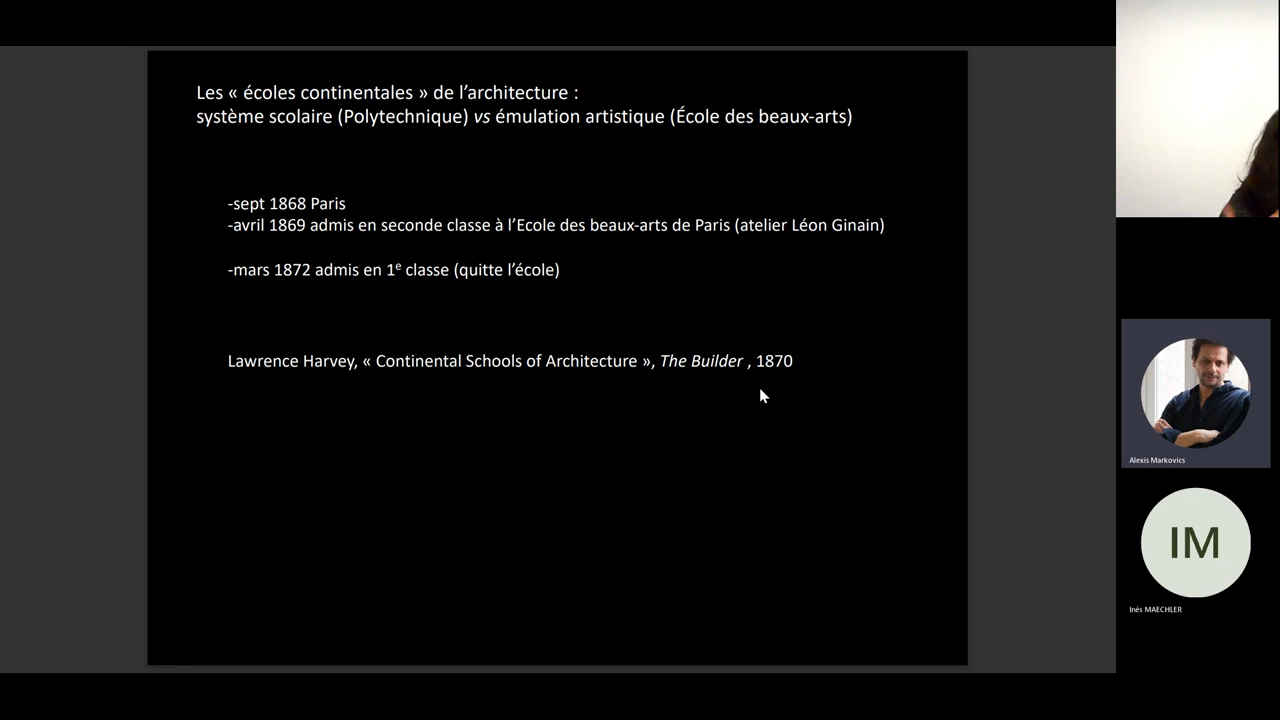 Les « écoles continentales » de l’architecture :
système scolaire (Polytechnique) vs émulation artistique (École des beaux-arts)
-sept 1868 Paris
-avril 1869 admis en seconde classe à l’Ecole des beaux-arts de Paris (atelier Léon Ginain)
-mars 1872 admis en 1e classe (quitte l’école)
Lawrence Harvey, « Continental Schools of Architecture », The Builder , 1870
Alexis Markovics
IM
Inès MAECHLER